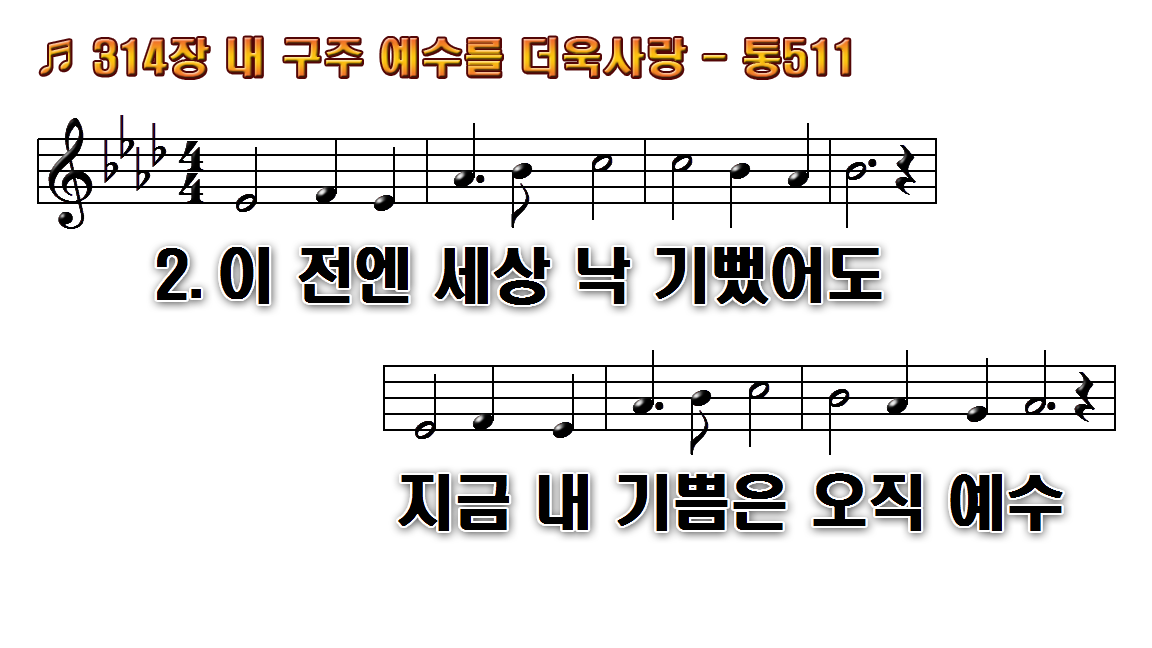 ♬ 314장 내 구주 예수를 더욱사랑 - 통511
4
4
2. 이 전엔 세상 낙 기뻤어도
지금 내 기쁨은 오직 예수